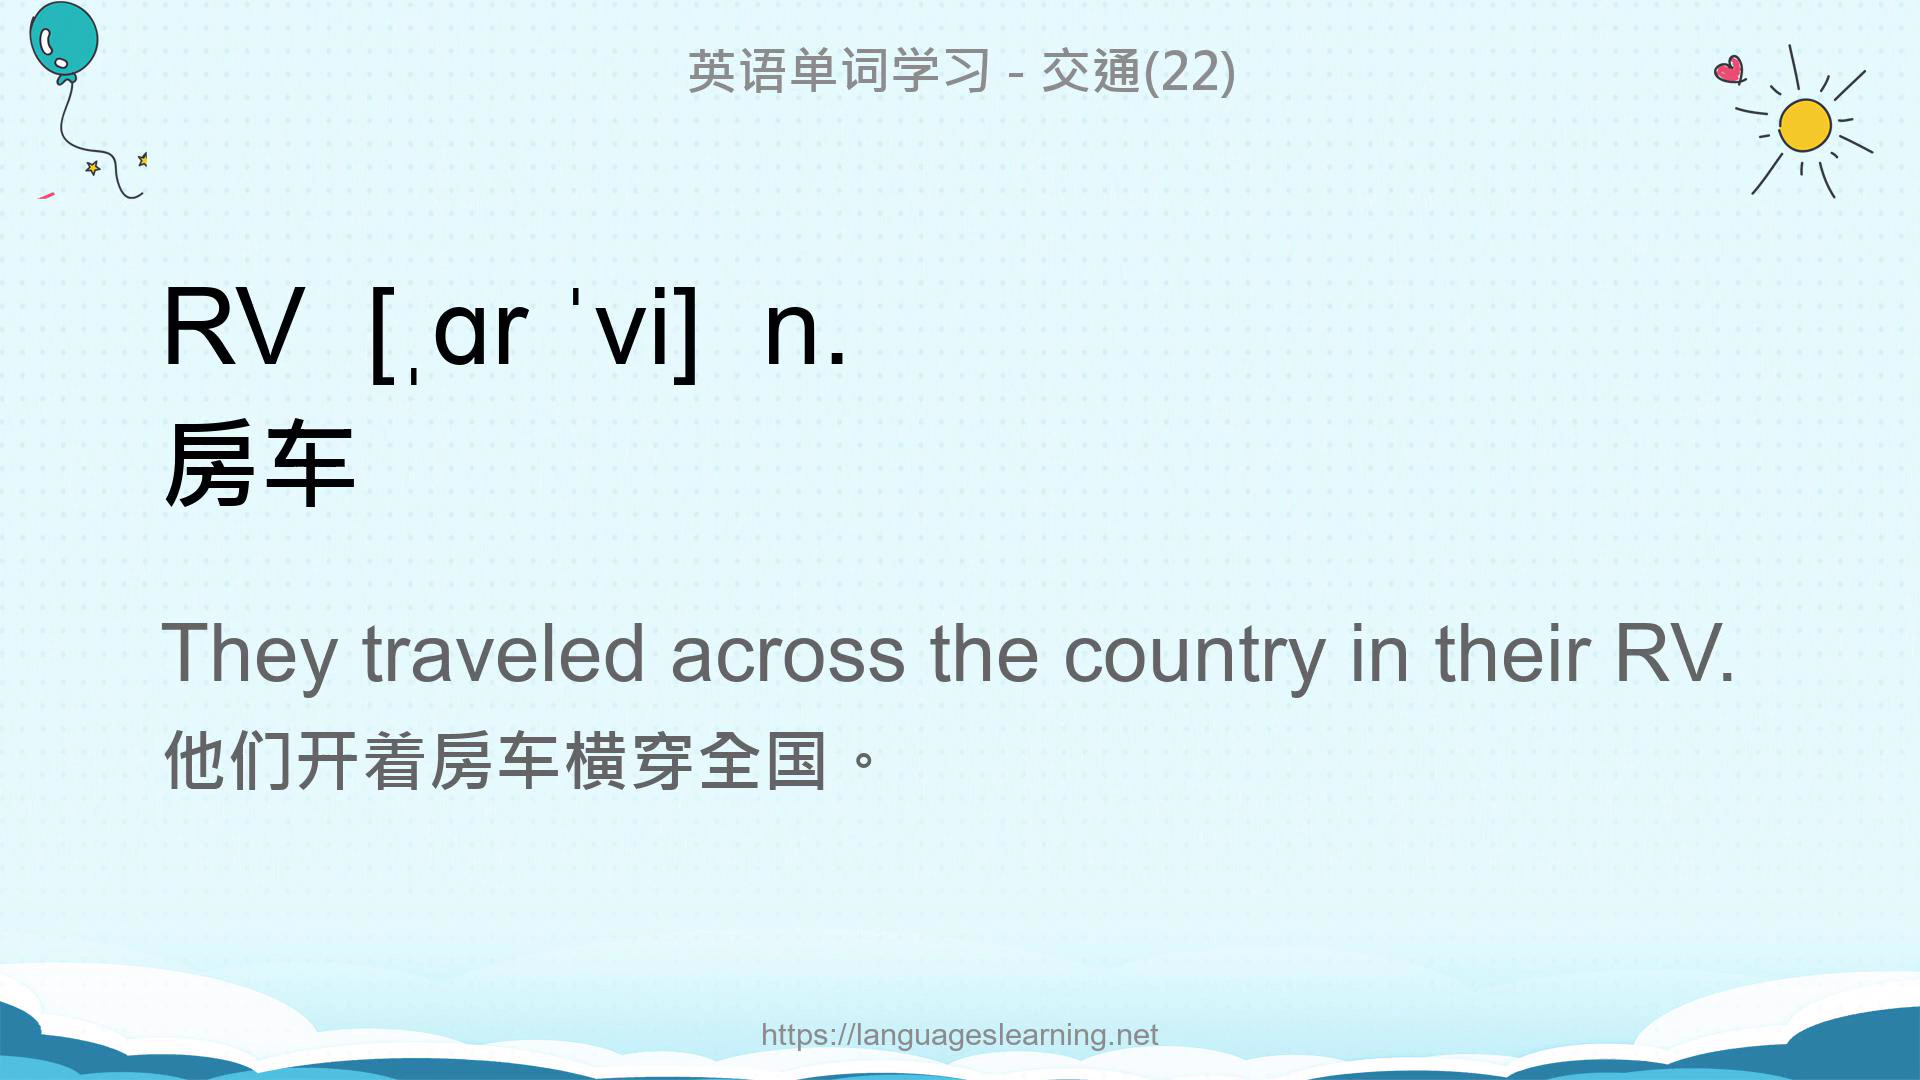 英语单词学习 - 交通(22)
RV [ˌɑr ˈvi] n.
房车
They traveled across the country in their RV.
他们开着房车横穿全国。
https://languageslearning.net